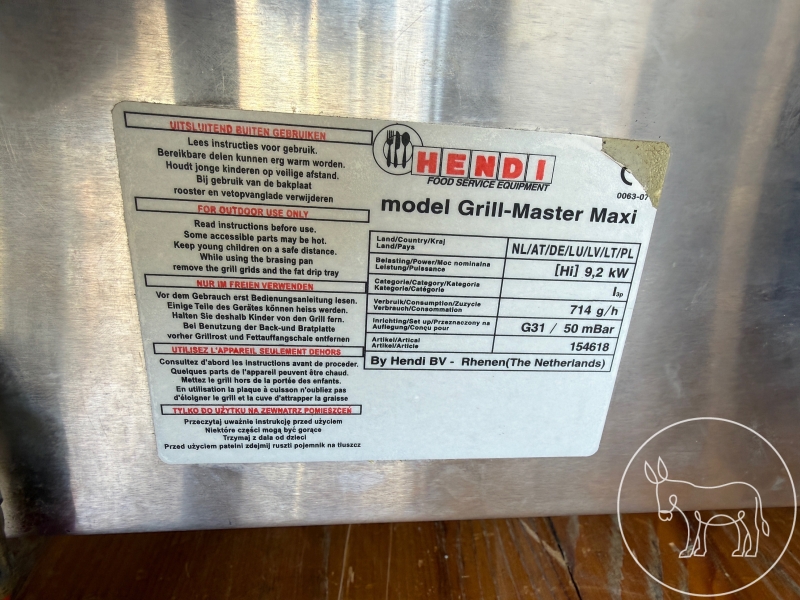 UITSLUITEND BUITEN GEBRUIKEN
Lees instructies voor gebruik.
Bereikbare delen kunnen erg warm worden.
Houdt jonge kinderen op veilige afstand.
Bij gebruik van de bakplaat
rooster en vetopvanglade verwijderen
FOR OUTDOOR USE ONLY
Read instructions before use.
Some accessible parts may be hot.
Keep young children on a safe distance.
While using the brasing pan
remove the grill grids and the fat drip tray
NUR IM FREIEN VERWENDEN
Vor dem Gebrauch erst Bedienungsanleitung lesen.
Einige Teile des Gerätes können heiss werden.
Halten Sie deshalb Kinder von den Grill fern.
Bei Benutzung der Back-und Bratplatte
vorher Grillrost und Fettauffangschale entfernen
UTILISEZ L'APPAREIL SEULEMENT DEHORS
Consultez d'abord les instructions avant de proceder.
Quelques parts de l'appareil peuvent être chaud.
Mettez le grill hors de la portée des enfants.
En utilisation la plaque à cuisson n'oubliez pas
d'éloigner le grill et la cuve d'attrapper la graisse
TYLKO DO UŻYTKU NA ZEWNATRZ POMIESZCEŃ
Przeczytaj uważnie instrukcję przed użyciem
Niektóre części mogą być gorące
Trzymaj z dala od dzieci
Przed użyciem patelni zdejmij ruszti pojemnik na tłuszcz
HENDI
FOOD SERVICE EQUIPMENT
0063-07
model Grill-Master Maxi
Land/Country/Kraj
Land/Pays
NL/AT/DE/LU/LV/LT/PL
Belasting/Power/Moc nominalna
Leistung/Puissance
[Hi] 9,2 kW
Categorie/Category/Kategoria
Kategorie/Catégorie
I3p
Verbruik/Consumption/Zuzycie
Verbrauch/Consommation
714 g/h
Inrichting/Set up/Przeznaczony na
Auflegung/Conçu pour
G31 / 50 mBar
Artikel/Artical
Artikel/Article
154618
By Hendi BV - Rhenen(The Netherlands)